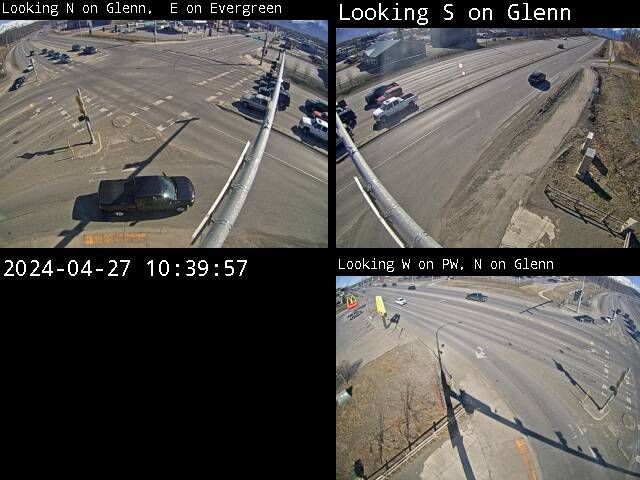 Looking N on Glenn,  E on Evergreen
Looking S on Glenn
2024-04-27 10:39:57
Looking W on PW, N on Glenn